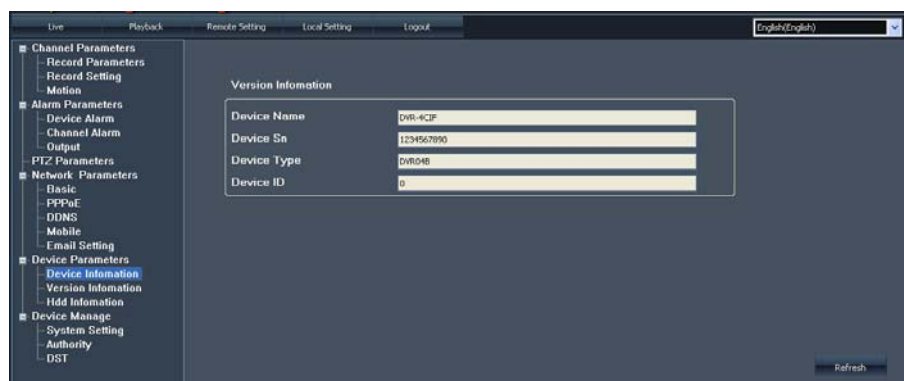 Live Playback Remote Setting Local Setting Logout English(English)
Channel Parameters
Record Parameters
Record Setting
Motion
Alarm Parameters
Device Alarm
Channel Alarm
Output
PTZ Parameters
Network Parameters
Basic
PPPoE
DDNS
Mobile
Email Setting
Device Parameters
Device Infomation
Version Infomation
Hdd Infomation
Device Manage
System Setting
Authority
DST
Version Infomation
Device Name DVR-4CIF
Device Sn 1234567890
Device Type DVR04B
Device ID 0
Refresh